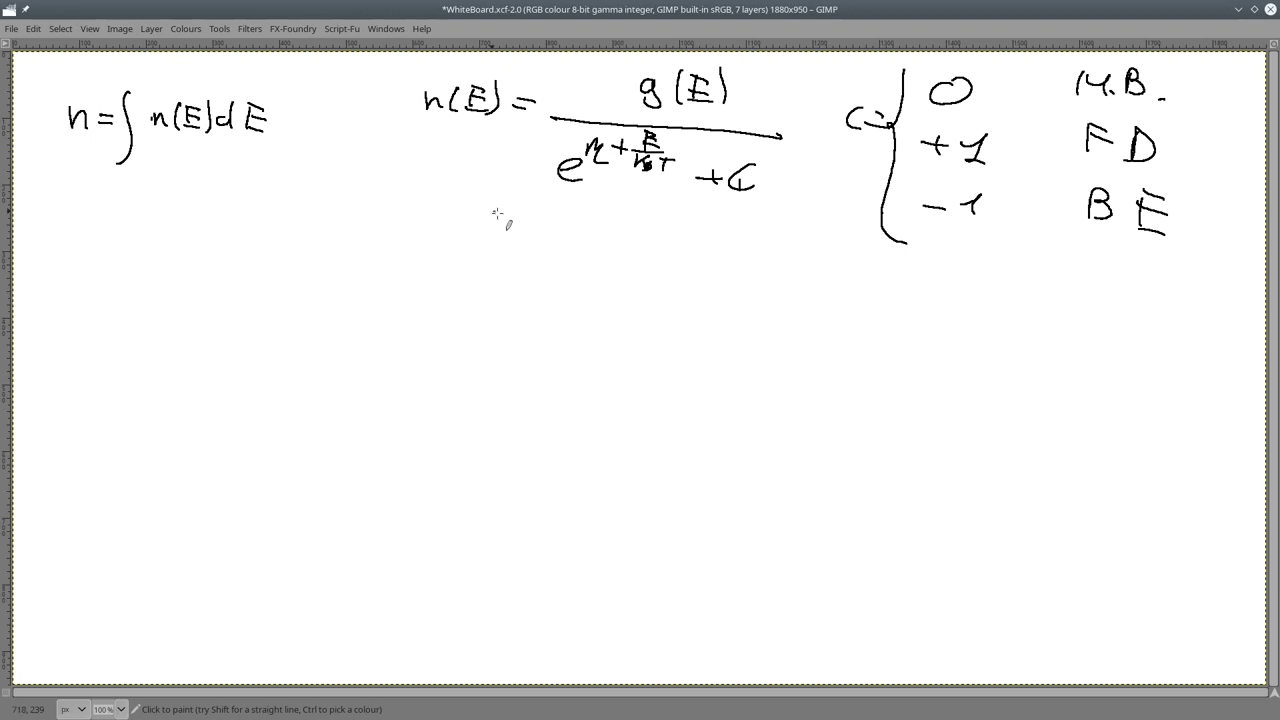 *WhiteBoard.xcf-2.0 (RGB colour 8-bit gamma integer, GIMP built-in sRGB, 7 layers) 1880x950 – GIMP
File Edit Select View Image Layer Colours Tools Filters FX-Foundry Script-Fu Windows Help
n = ∫ n(E) d E
n(E) = g(E) / e^(η + E/(k_B T)) + C
C = { 0 M.B.
+1 F D
-1 B E
718, 239 px 100 % Click to paint (try Shift for a straight line, Ctrl to pick a colour)